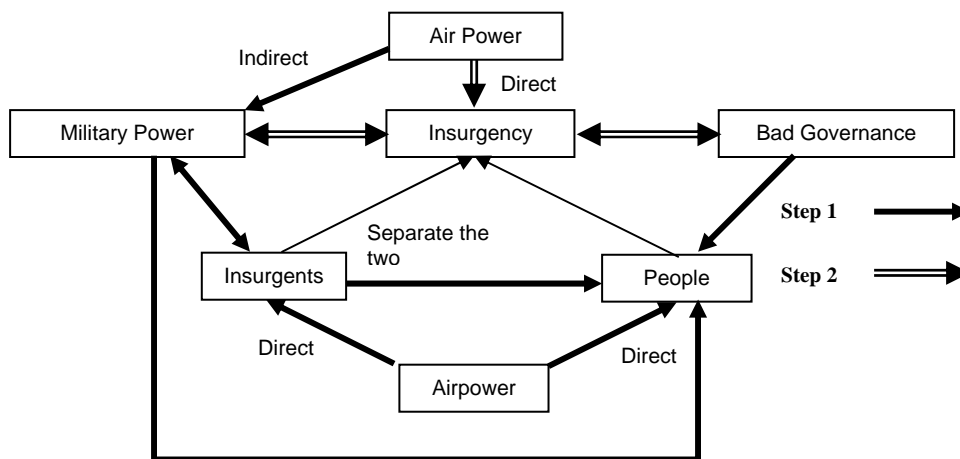 Air Power
Indirect
Direct
Military Power
Insurgency
Bad Governance
Step 1
Separate the
two
Insurgents
People
Step 2
Direct
Direct
Airpower